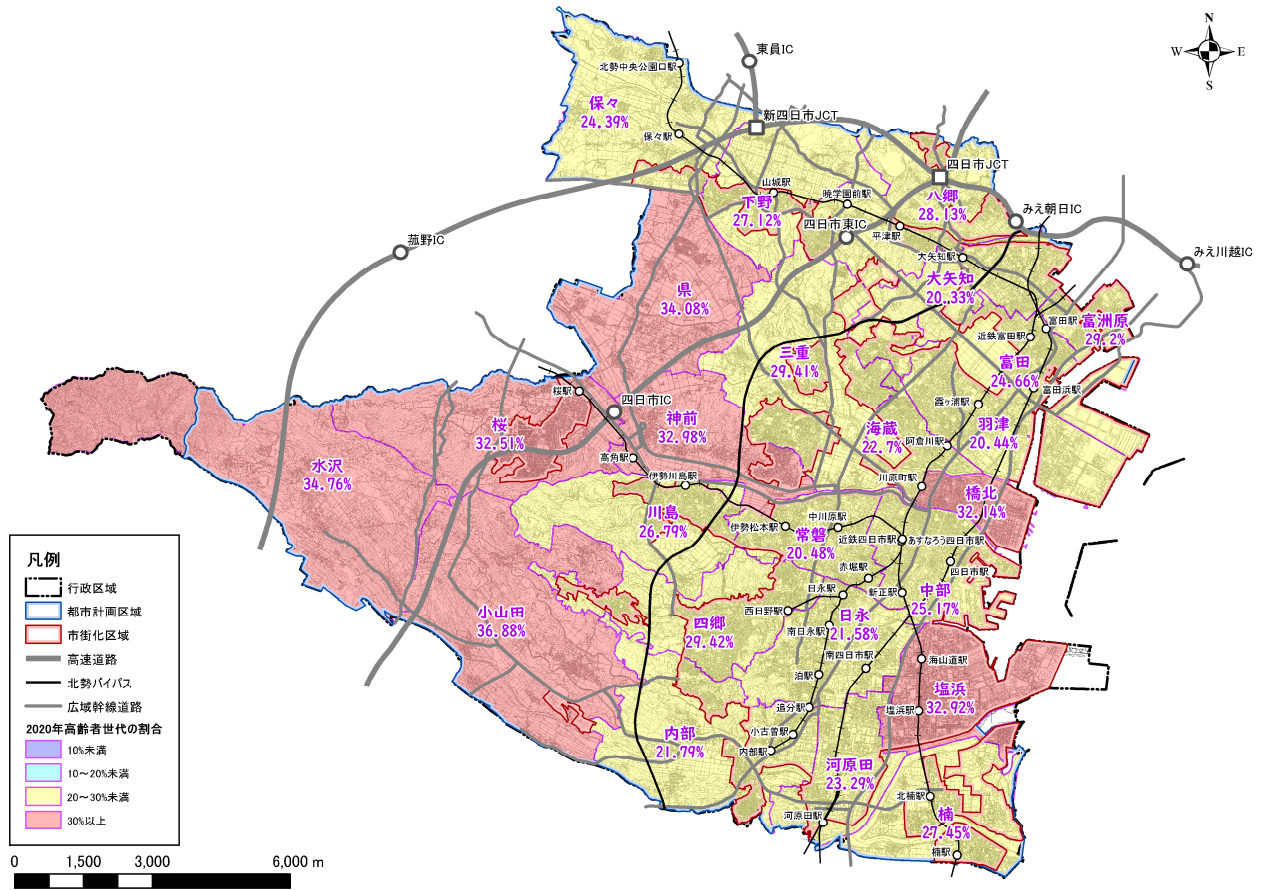 N
W
E
S
東員IC
北勢中央公園口駅
保々
24.39%
新四日市JCT
保々駅
四日市JCT
山城駅
暁学園前駅
下野
27.12%
八郷
28.13%
みえ朝日IC
四日市東IC
平津駅
菰野IC
みえ川越IC
大矢知駅
大矢知
20.33%
県
34.08%
富田駅
富洲原
29.2%
近鉄富田駅
三重
29.41%
富田
24.66%
富田浜駅
桜駅
四日市IC
霞ヶ浦駅
神前
32.98%
桜
32.51%
海蔵
22.7%
羽津
20.44%
阿倉川駅
高角駅
水沢
34.76%
伊勢川島駅
川原町駅
橋北
32.14%
川島
26.79%
中川原駅
伊勢松本駅
常磐
20.48%
近鉄四日市駅
あすなろう四日市駅
赤堀駅
四日市駅
日永駅
新正駅
中部
25.17%
西日野駅
小山田
36.88%
四郷
29.42%
日永
21.58%
南日永駅
南四日市駅
海山道駅
泊駅
塩浜
32.92%
追分駅
塩浜駅
小古曽駅
内部
21.79%
内部駅
河原田
23.29%
北楠駅
河原田駅
楠
27.45%
楠駅
凡例
行政区域
都市計画区域
市街化区域
高速道路
北勢バイパス
広域幹線道路
2020年高齢者世代の割合
10%未満
10～20%未満
20～30%未満
30%以上
0 1,500 3,000 6,000 m